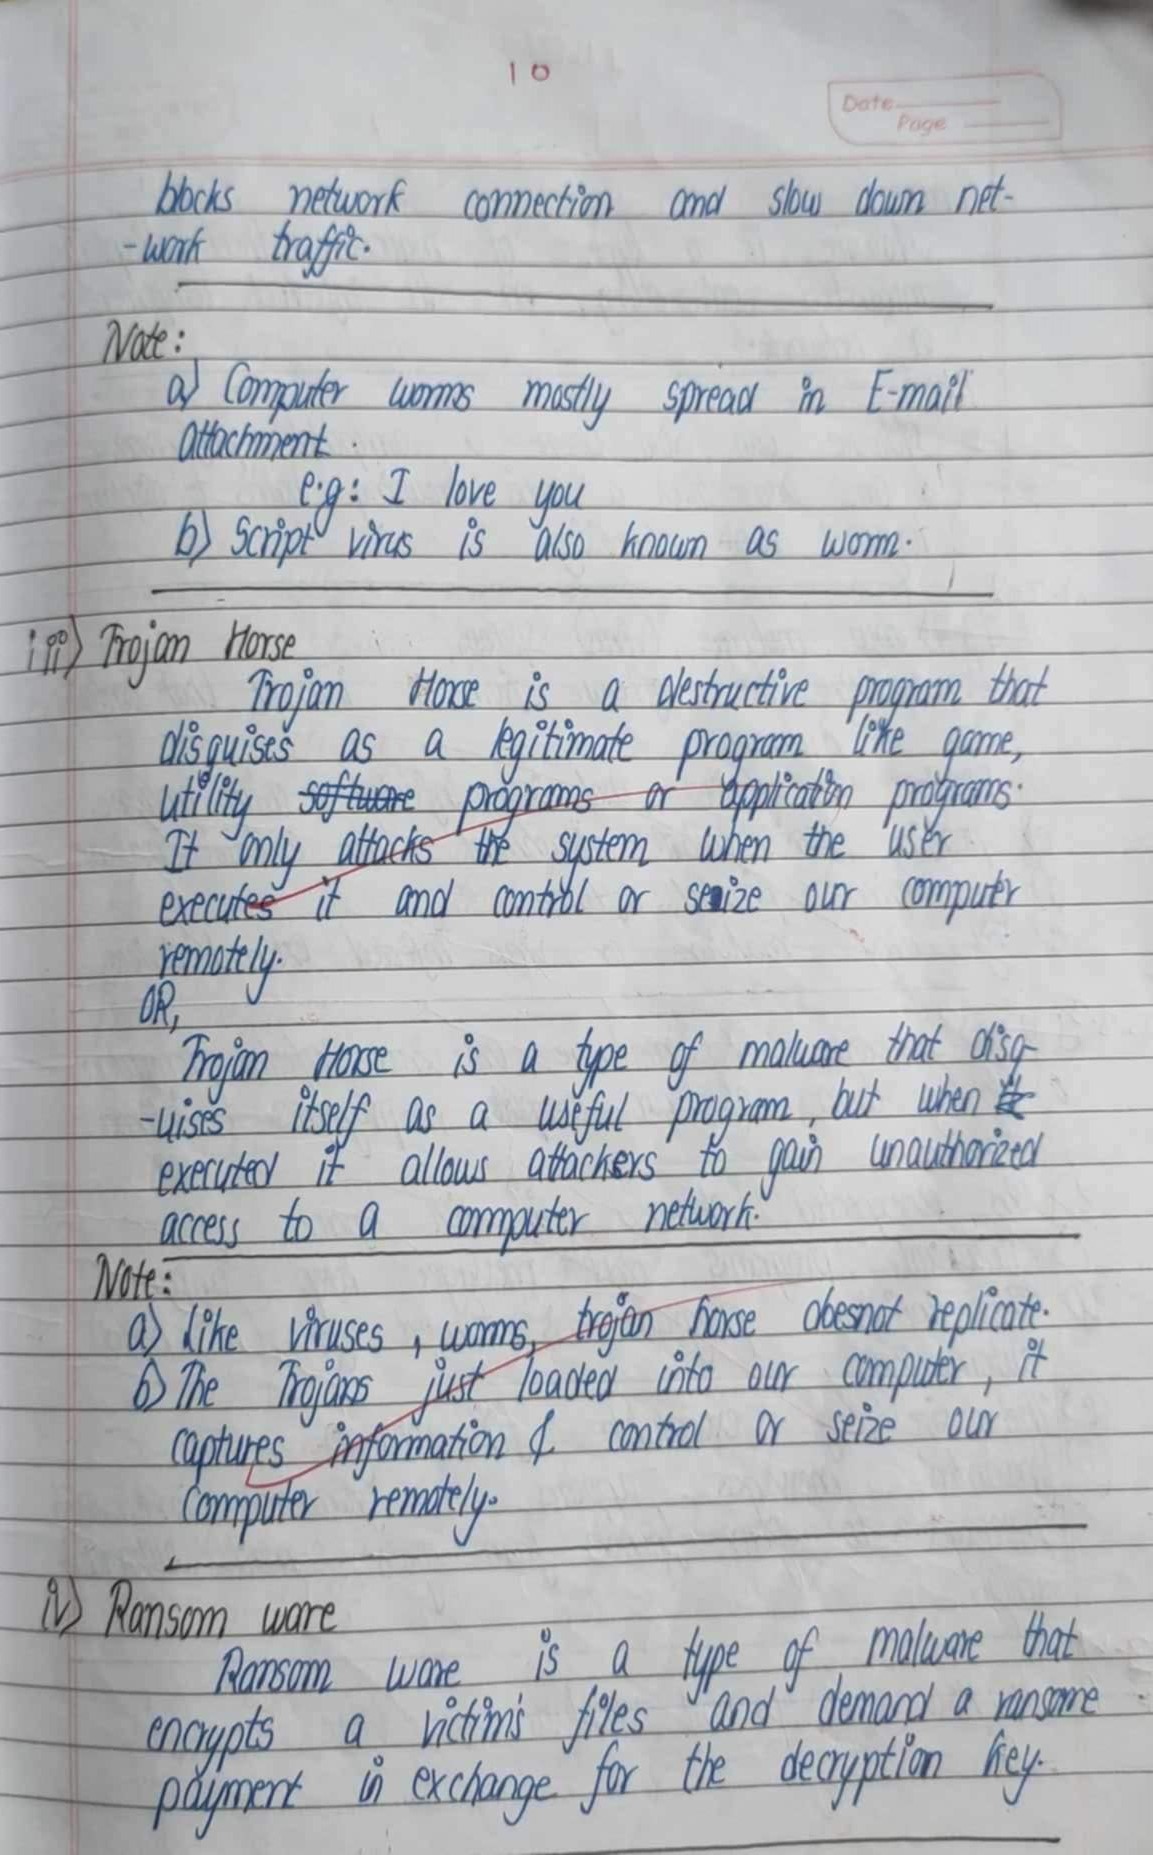 10
Date
Page
blocks network connection and slow down net-
-work traffic.
Note:
a) Computer worms mostly spread in E-mail
attachment.
e.g: I love you
b) Script virus is also known as worm.
iii) Trojan Horse
Trojan Horse is a destructive program that
disguises as a legitimate program like game,
utility software programs or application programs.
It only attacks the system when the user
executes it and control or seize our computer
remotely.
OR,
Trojan Horse is a type of malware that disg-
-uises itself as a useful program, but when it
executed it allows attackers to gain unauthorized
access to a computer network.
Note:
a) Like viruses, worms, trojan horse doesnot replicate.
b) The Trojans just loaded into our computer, it
captures information & control or seize our
computer remotely.
iv) Ransom ware
Ransom ware is a type of malware that
encrypts a victim's files and demand a ransome
payment in exchange for the decryption key.